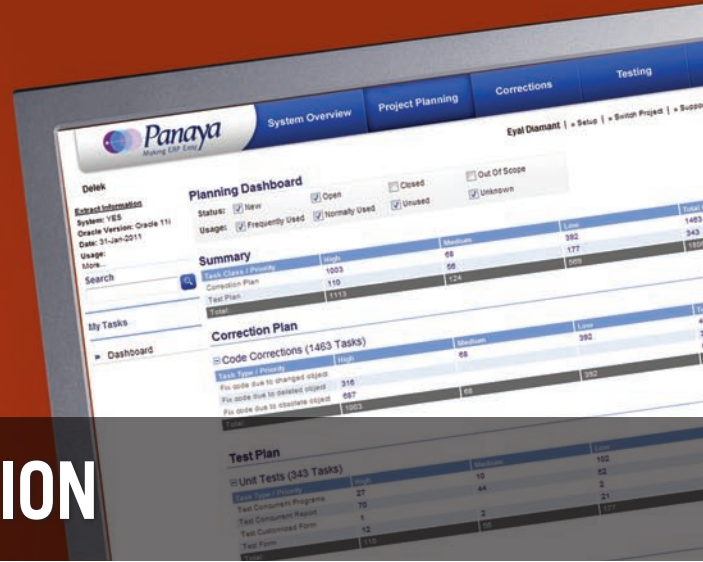 Panaya
Making ERP Easy
System Overview
Project Planning
Corrections
Testing
Eyal Diamant | » Setup | » Switch Project | » Suppo
Delek
Extract Information
System: YES
Oracle Version: Oracle 11i
Date: 31-Jan-2011
Usage:
More...
Search
My Tasks
» Dashboard
Planning Dashboard
Status: New Open Closed Out Of Scope
Usage: Frequently Used Normally Used Unused Unknown
Summary
Task Class / Priority High Medium Low Total
Correction Plan 1003 68 392 1463
Test Plan 110 56 177 343
Total 1113 124 569 1806
Correction Plan
Code Corrections (1463 Tasks)
Task Type / Priority High Medium Low
Fix code due to changed object 68 392
Fix code due to deleted object 316
Fix code due to obsolete object 687
Total 1003 68 392
Test Plan
Unit Tests (343 Tasks)
Task Type / Priority High Medium Low
Test Concurrent Programs 27 10 102
Test Concurrent Report 70 44 52
Test Customized Form 1 2
Test Form 12 2 21
Total 110 56 177
ION